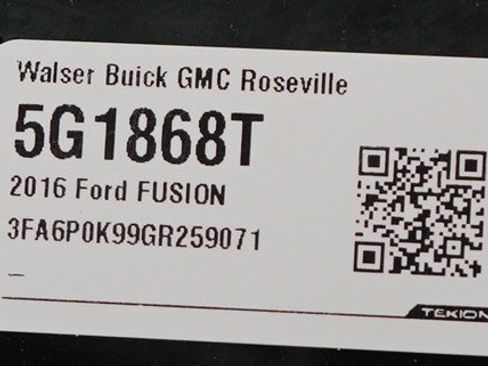 Walser Buick GMC Roseville
5G1868T
2016 Ford FUSION
3FA6P0K99GR259071
TEKION